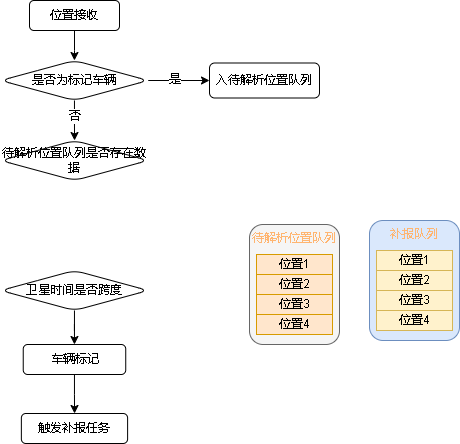 位置接收
是否为标记车辆
是
入待解析位置队列
否
待解析位置队列是否存在数
据
待解析位置队列
位置1
位置2
位置3
位置4
补报队列
位置1
位置2
位置3
位置4
卫星时间是否跨度
车辆标记
触发补报任务